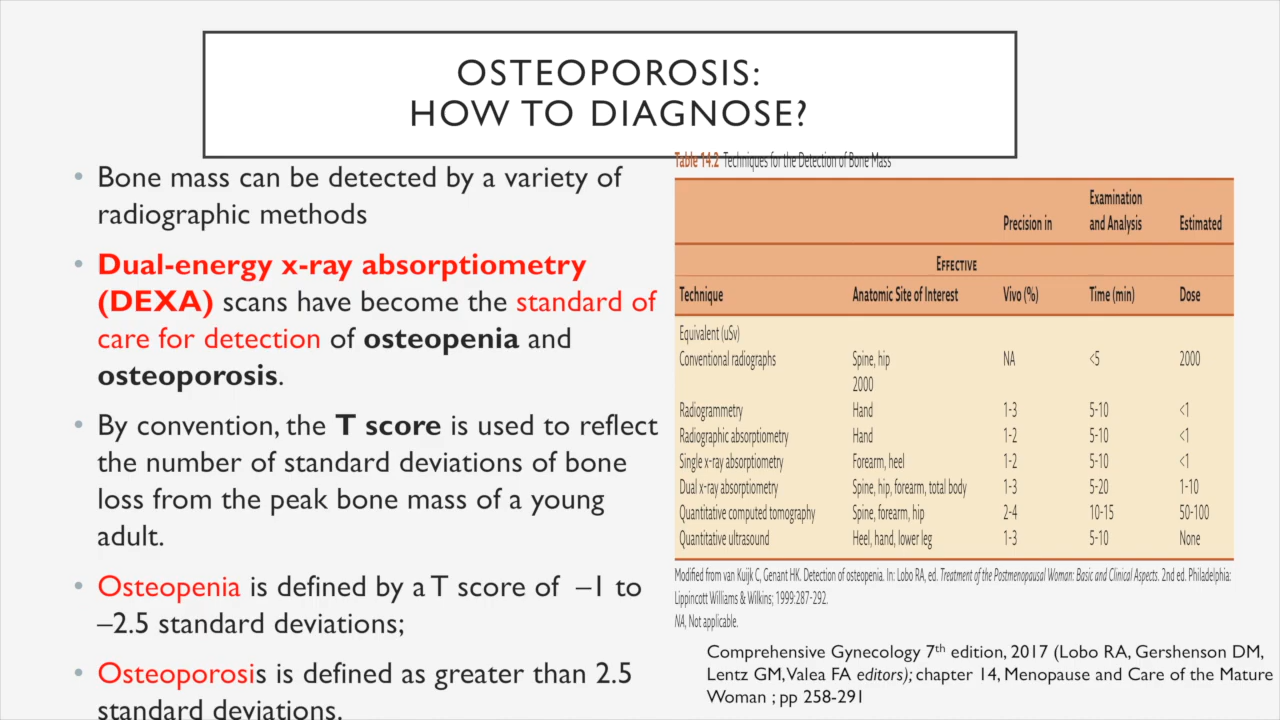 OSTEOPOROSIS:
HOW TO DIAGNOSE?
• Bone mass can be detected by a variety of
radiographic methods
• Dual-energy x-ray absorptiometry
(DEXA) scans have become the standard of
care for detection of osteopenia and
osteoporosis.
• By convention, the T score is used to reflect
the number of standard deviations of bone
loss from the peak bone mass of a young
adult.
• Osteopenia is defined by a T score of –1 to
–2.5 standard deviations;
• Osteoporosis is defined as greater than 2.5
standard deviations.
Table 14.2 Techniques for the Detection of Bone Mass
Examination
Precision in and Analysis Estimated
EFFECTIVE
Technique Anatomic Site of Interest Vivo (%) Time (min) Dose
Equivalent (uSv)
Conventional radiographs Spine, hip NA <5 2000
2000
Radiogrammetry Hand 1-3 5-10 <1
Radiographic absorptiometry Hand 1-2 5-10 <1
Single x-ray absorptiometry Forearm, heel 1-2 5-10 <1
Dual x-ray absorptiometry Spine, hip, forearm, total body 1-3 5-20 1-10
Quantitative computed tomography Spine, forearm, hip 2-4 10-15 50-100
Quantitative ultrasound Heel, hand, lower leg 1-3 5-10 None
Modified from van Kuijk C, Genant HK. Detection of osteopenia. In: Lobo RA, ed. Treatment of the Postmenopausal Woman: Basic and Clinical Aspects. 2nd ed. Philadelphia:
Lippincott Williams & Wilkins; 1999:287-292.
NA, Not applicable.
Comprehensive Gynecology 7th edition, 2017 (Lobo RA, Gershenson DM,
Lentz GM, Valea FA editors); chapter 14, Menopause and Care of the Mature
Woman ; pp 258-291